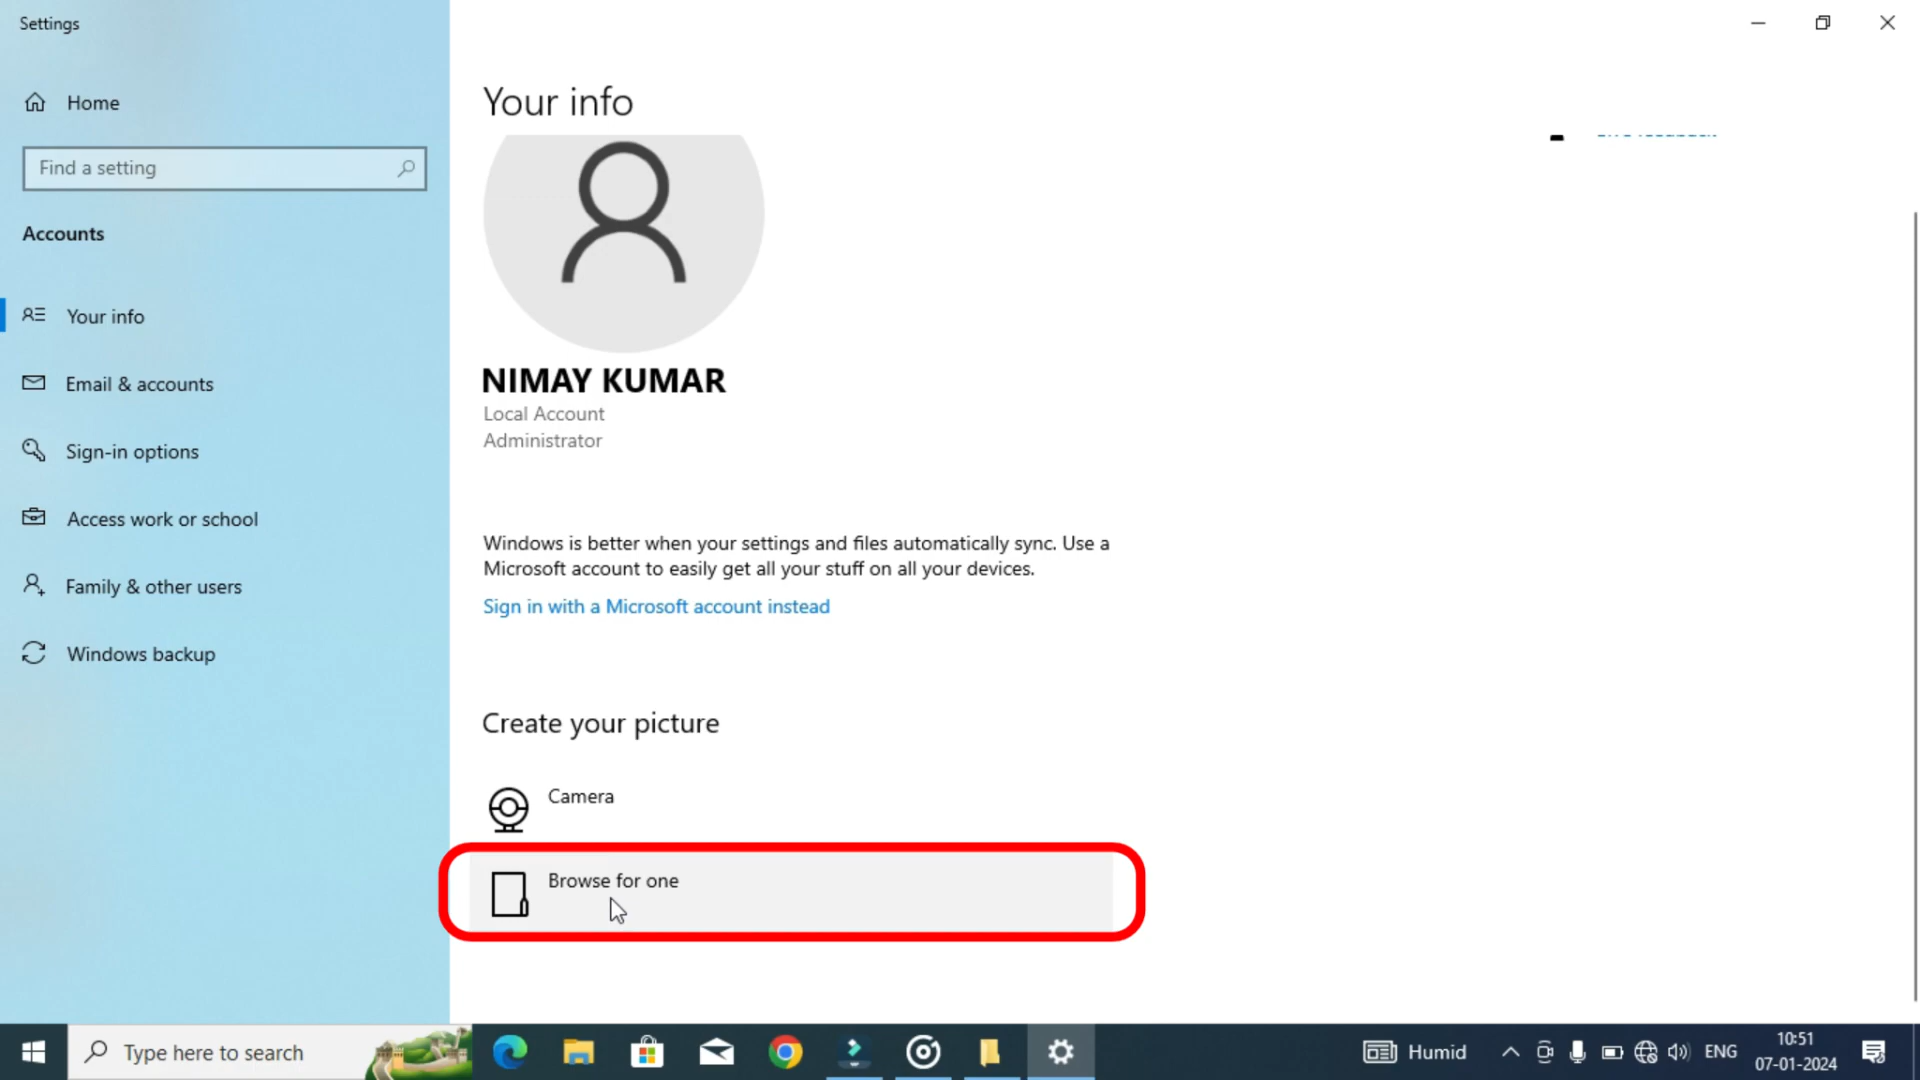 Settings
Home
Find a setting
Accounts
Your info
Email & accounts
Sign-in options
Access work or school
Family & other users
Windows backup
Your info
NIMAY KUMAR
Local Account
Administrator
Windows is better when your settings and files automatically sync. Use a
Microsoft account to easily get all your stuff on all your devices.
Sign in with a Microsoft account instead
Create your picture
Camera
Browse for one
Type here to search
Humid
ENG
10:51
07-01-2024